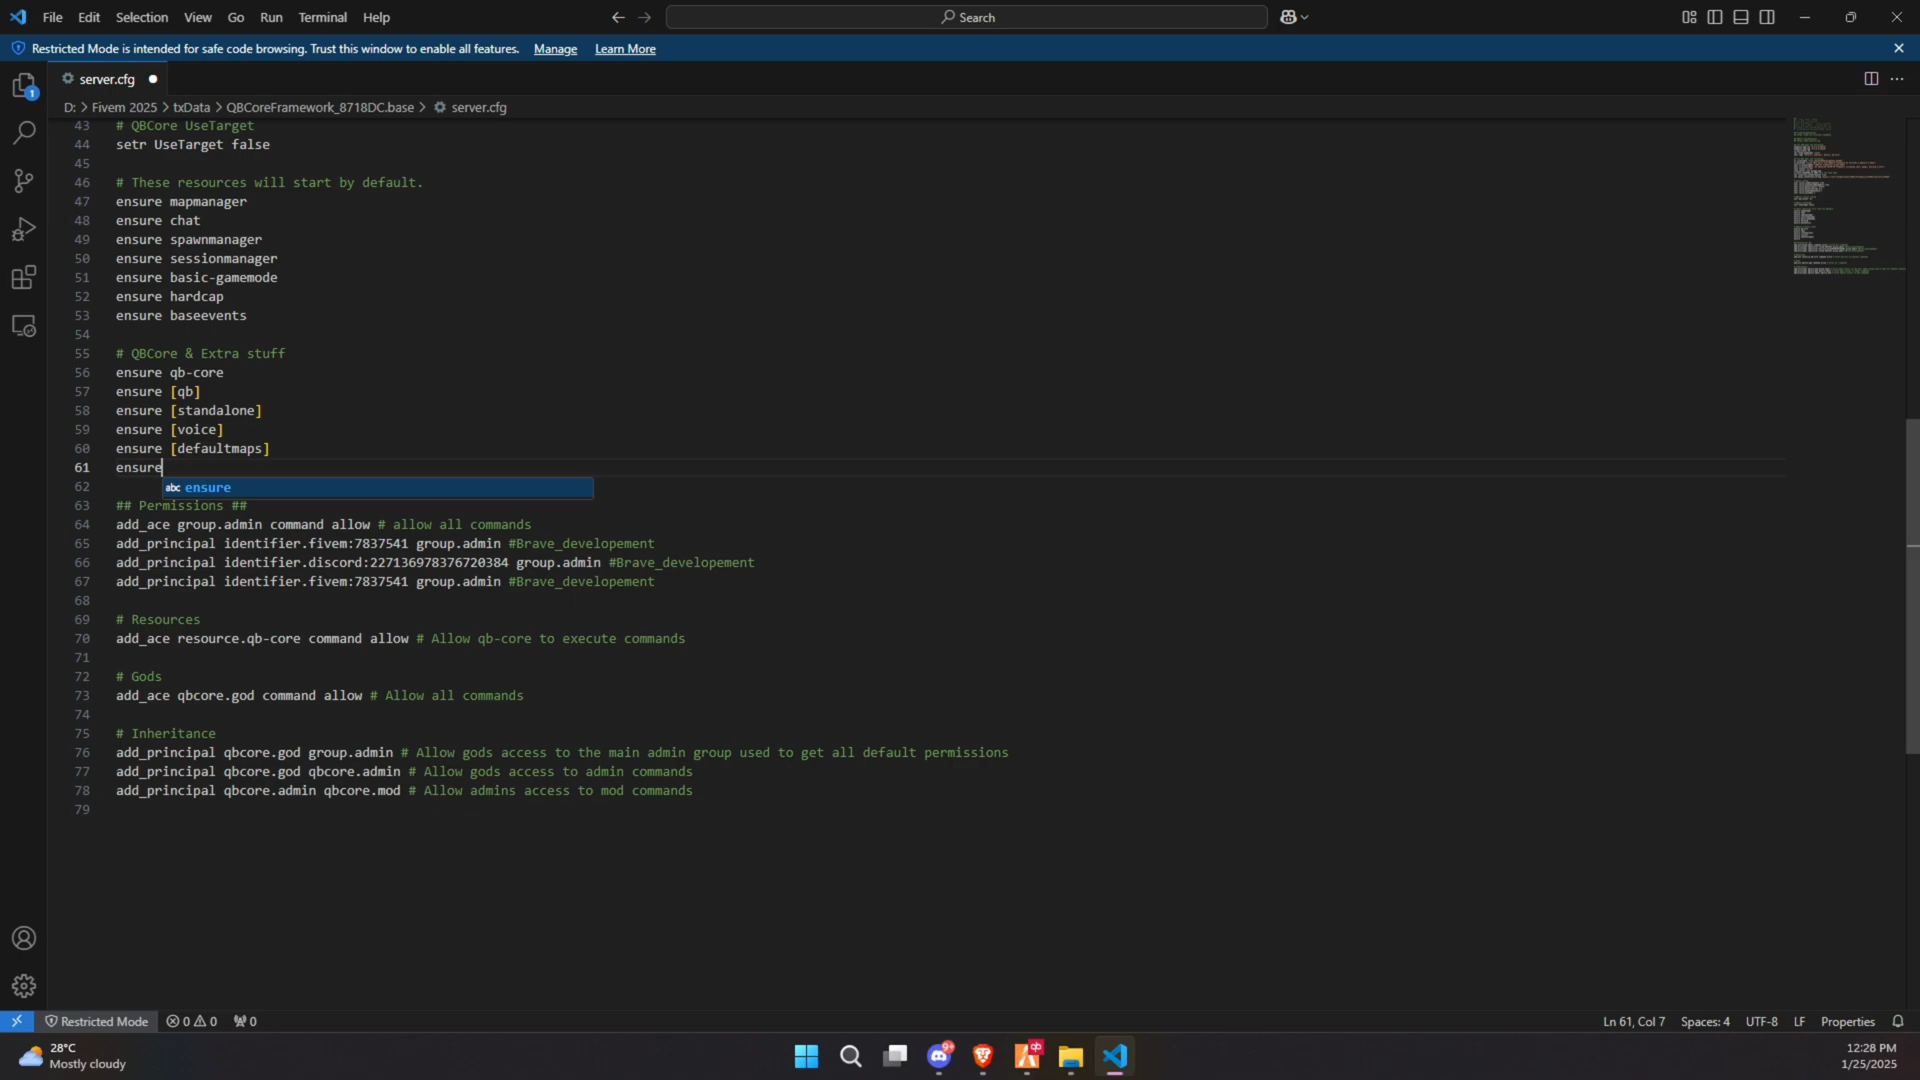 File Edit Selection View Go Run Terminal Help
Search
Restricted Mode is intended for safe code browsing. Trust this window to enable all features. Manage Learn More
1
server.cfg
D: > Fivem 2025 > txData > QBCoreFramework_8718DC.base > server.cfg
43 # QBCore UseTarget
44 setr UseTarget false
45
46 # These resources will start by default.
47 ensure mapmanager
48 ensure chat
49 ensure spawnmanager
50 ensure sessionmanager
51 ensure basic-gamemode
52 ensure hardcap
53 ensure baseevents
54
55 # QBCore & Extra stuff
56 ensure qb-core
57 ensure [qb]
58 ensure [standalone]
59 ensure [voice]
60 ensure [defaultmaps]
61 ensure
62 abc ensure
63 ## Permissions ##
64 add_ace group.admin command allow # allow all commands
65 add_principal identifier.fivem:7837541 group.admin #Brave_developement
66 add_principal identifier.discord:227136978376720384 group.admin #Brave_developement
67 add_principal identifier.fivem:7837541 group.admin #Brave_developement
68
69 # Resources
70 add_ace resource.qb-core command allow # Allow qb-core to execute commands
71
72 # Gods
73 add_ace qbcore.god command allow # Allow all commands
74
75 # Inheritance
76 add_principal qbcore.god group.admin # Allow gods access to the main admin group used to get all default permissions
77 add_principal qbcore.god qbcore.admin # Allow gods access to admin commands
78 add_principal qbcore.admin qbcore.mod # Allow admins access to mod commands
79
Restricted Mode 0 0 0 Ln 61, Col 7 Spaces: 4 UTF-8 LF Properties
28°C
Mostly cloudy
9+
qb
12:28 PM
1/25/2025